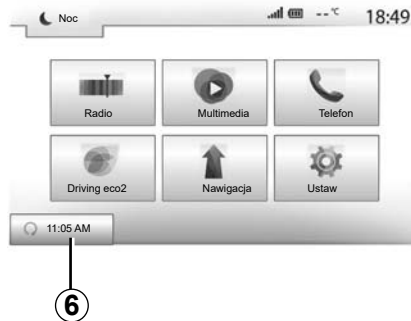 Noc
--°C
18:49
Radio
Multimedia
Telefon
Driving eco2
Nawigacja
Ustaw
11:05 AM
6